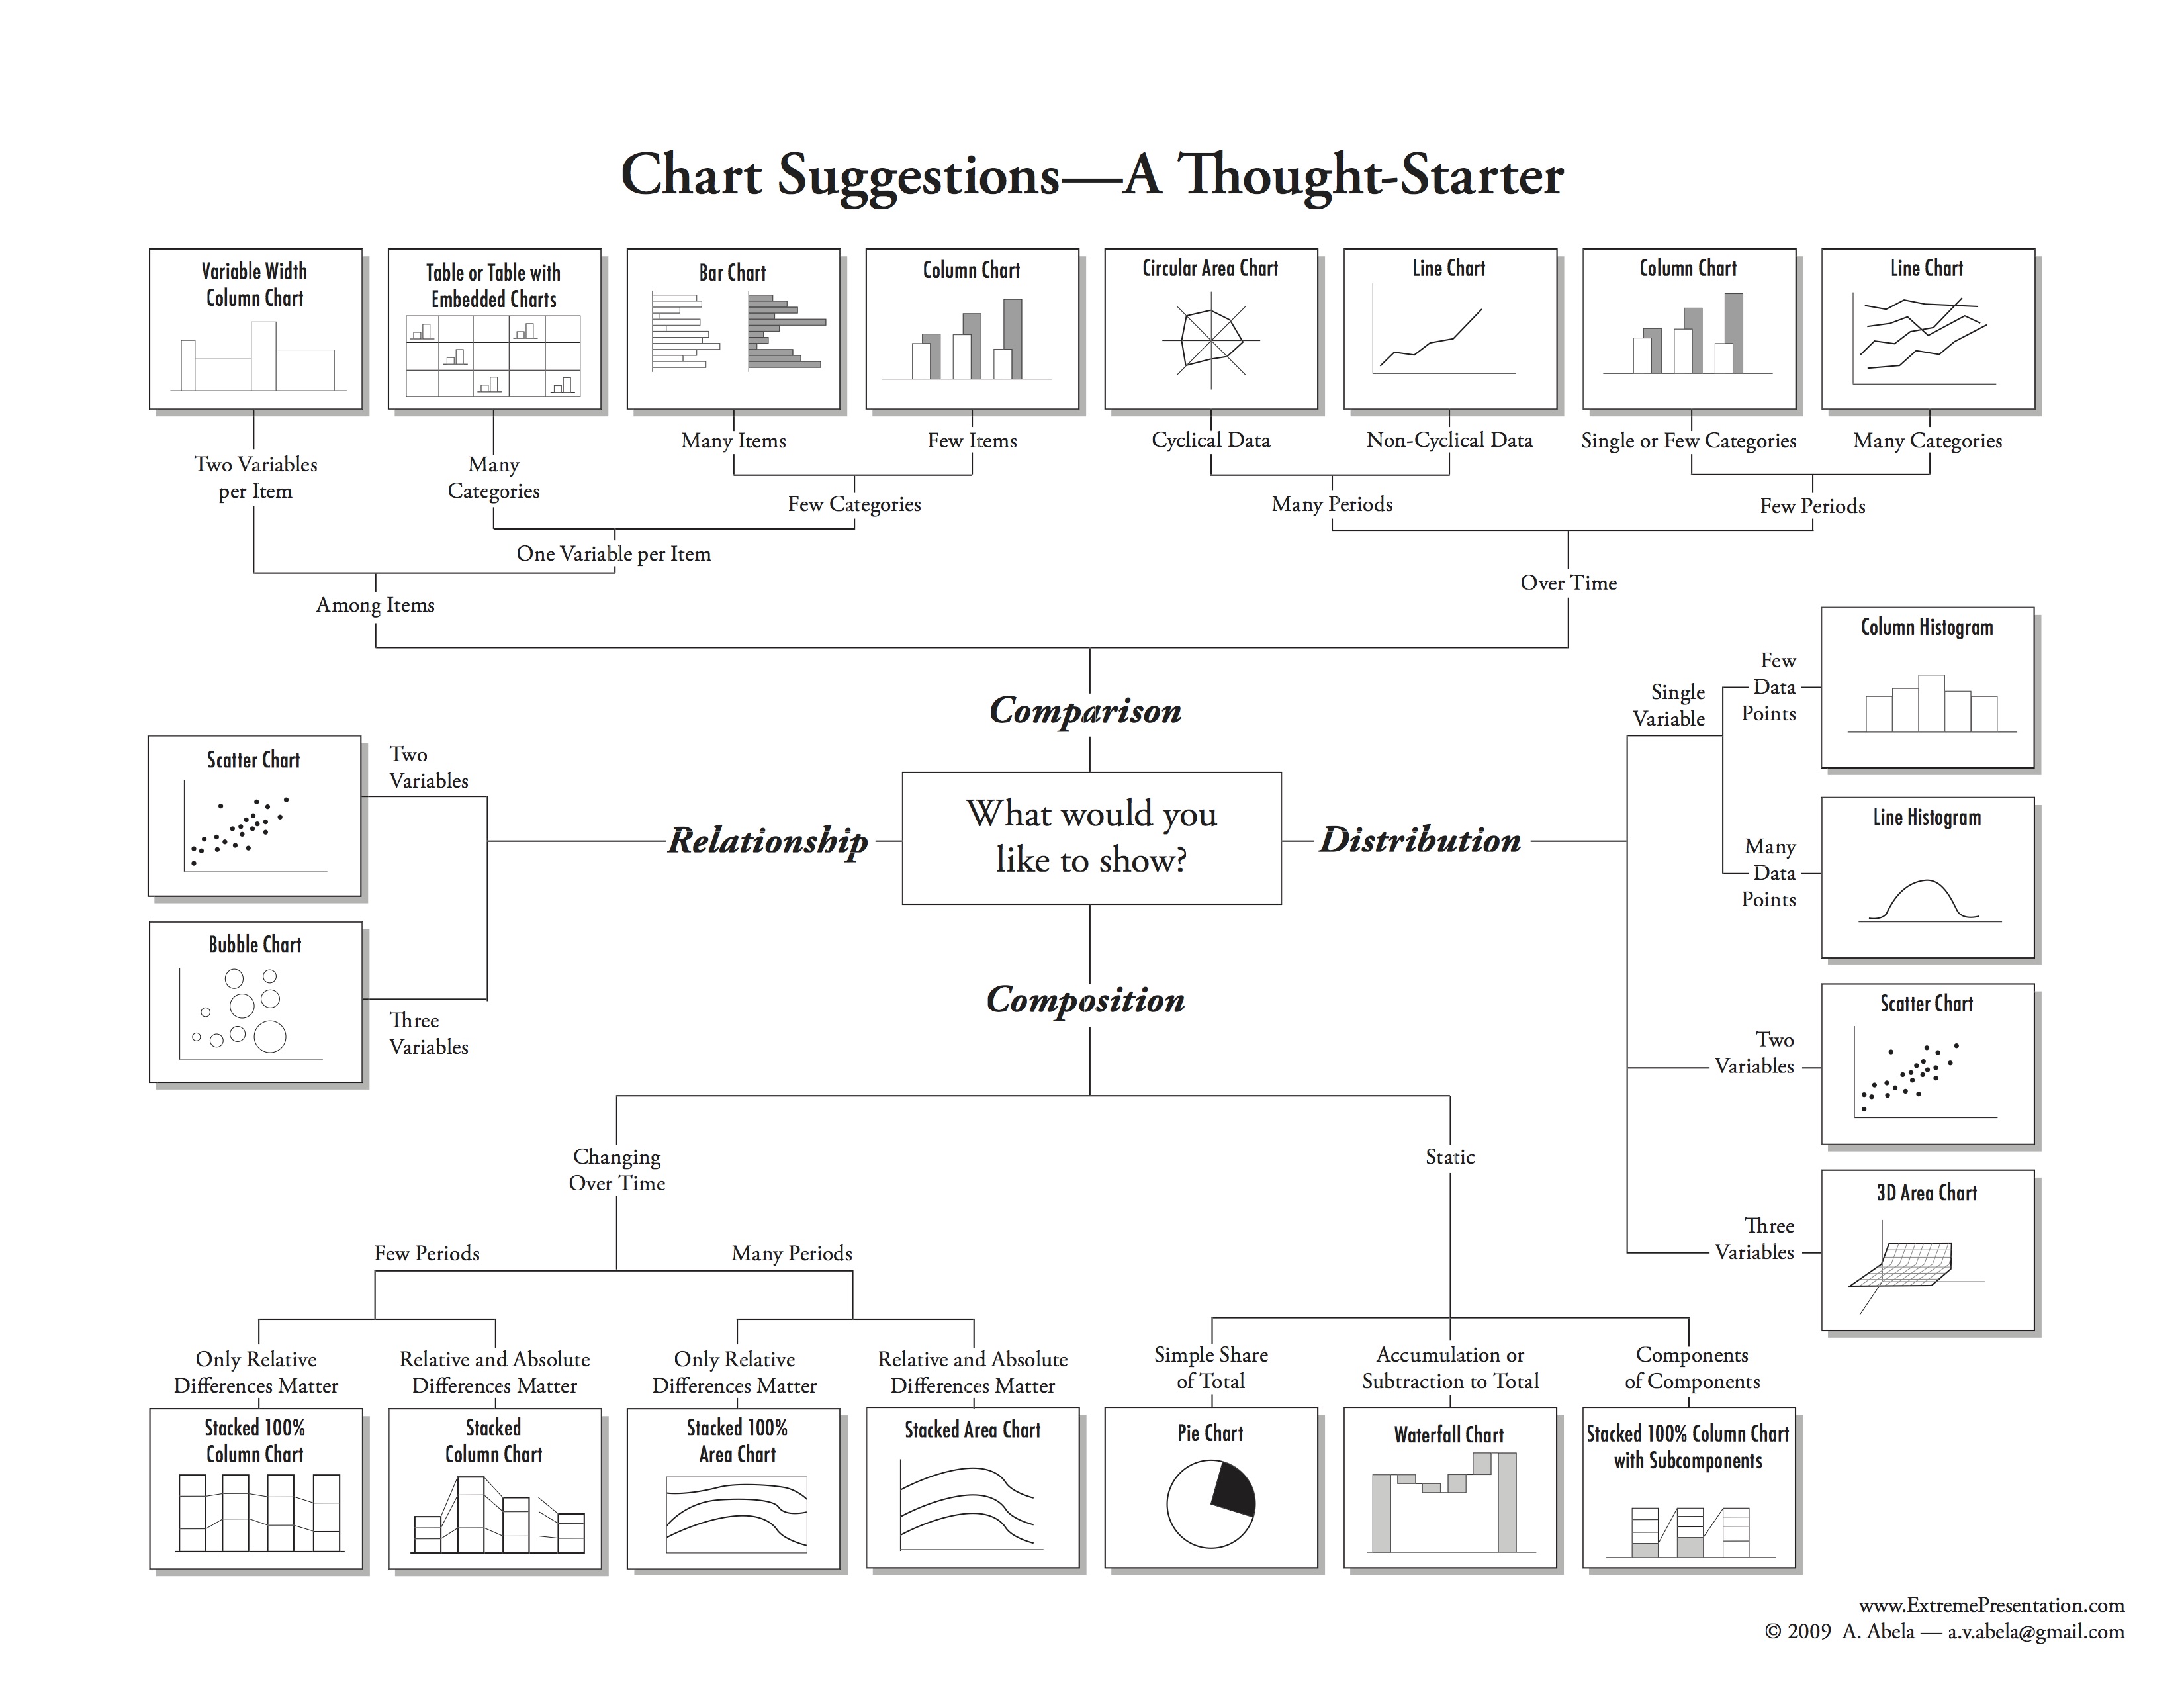 Chart Suggestions—A Thought-Starter
Variable Width
Column Chart
Table or Table with
Embedded Charts
Bar Chart
Column Chart
Circular Area Chart
Line Chart
Column Chart
Line Chart
Two Variables
per Item
Many
Categories
Many Items
Few Items
Cyclical Data
Non-Cyclical Data
Single or Few Categories
Many Categories
Few Categories
Many Periods
Few Periods
One Variable per Item
Over Time
Among Items
Comparison
What would you
like to show?
Relationship
Two
Variables
Scatter Chart
Three
Variables
Bubble Chart
Distribution
Single
Variable
Few
Data
Points
Column Histogram
Many
Data
Points
Line Histogram
Two
Variables
Scatter Chart
Three
Variables
3D Area Chart
Composition
Changing
Over Time
Static
Few Periods
Many Periods
Only Relative
Differences Matter
Relative and Absolute
Differences Matter
Only Relative
Differences Matter
Relative and Absolute
Differences Matter
Simple Share
of Total
Accumulation or
Subtraction to Total
Components
of Components
Stacked 100%
Column Chart
Stacked
Column Chart
Stacked 100%
Area Chart
Stacked Area Chart
Pie Chart
Waterfall Chart
Stacked 100% Column Chart
with Subcomponents
www.ExtremePresentation.com
© 2009 A. Abela — a.v.abela@gmail.com